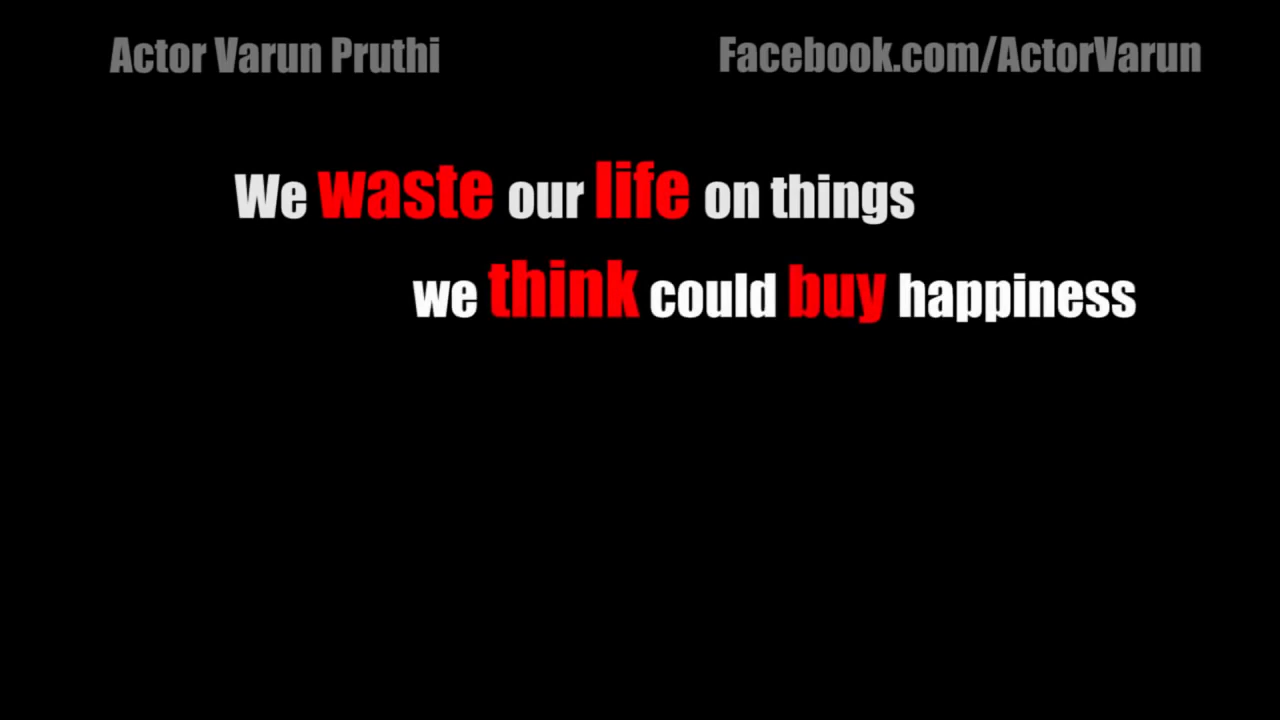 Actor Varun Pruthi
Facebook.com/ActorVarun
We waste our life on things
we think could buy happiness